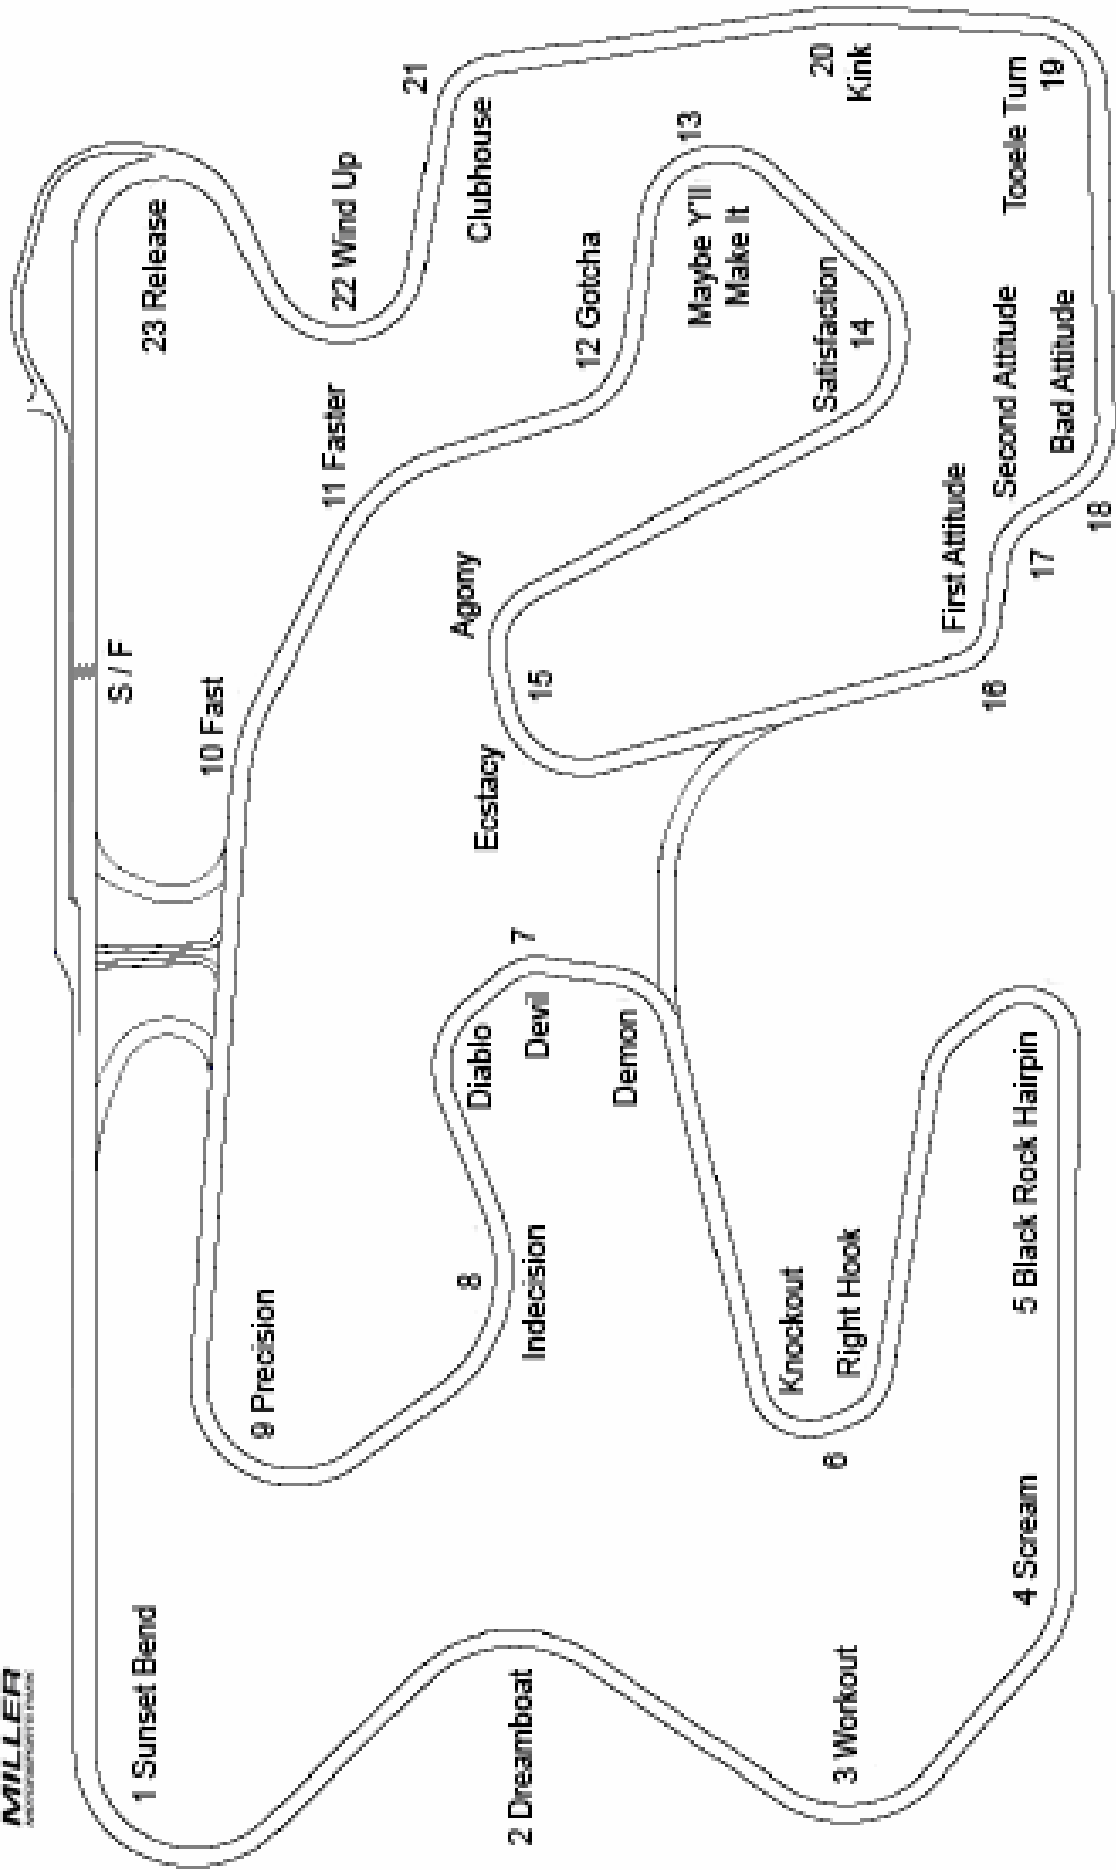 MILLER
1 Sunset Bend
2 Dreamboat
3 Workout
4 Scream
5 Black Rock Hairpin
6
Right Hook
Knockout
Demon
Devil
7
Diablo
8
Indecision
9 Precision
10 Fast
11 Faster
12 Gotcha
13
Maybe Y'll
Make It
Satisfaction
14
Agony
15
Ecstacy
First Attitude
16
Second Attitude
17
Bad Attitude
18
Tooele Turn
19
20
Kink
21
Clubhouse
22 Wind Up
23 Release
S / F